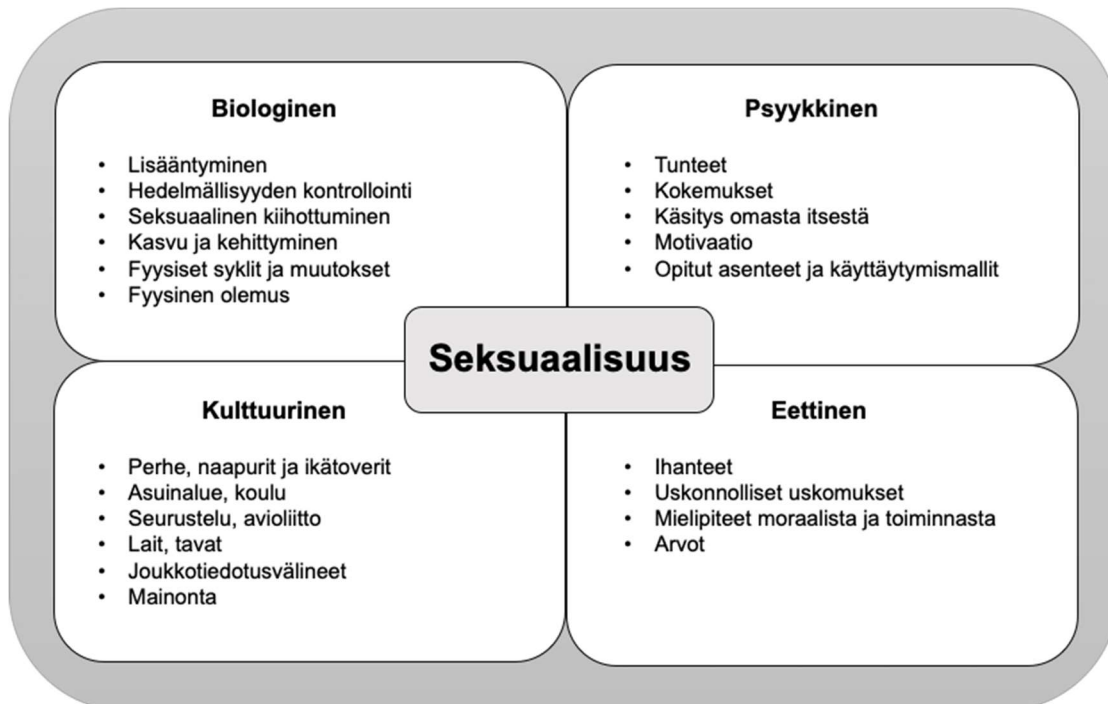 Biologinen
• Lisääntyminen
• Hedelmällisyyden kontrollointi
• Seksuaalinen kiihottuminen
• Kasvu ja kehittyminen
• Fyysiset syklit ja muutokset
• Fyysinen olemus
Psyykkinen
• Tunteet
• Kokemukset
• Käsitys omasta itsestä
• Motivaatio
• Opitut asenteet ja käyttäytymismallit
Seksuaalisuus
Kulttuurinen
• Perhe, naapurit ja ikätoverit
• Asuinalue, koulu
• Seurustelu, avioliitto
• Lait, tavat
• Joukkotiedotusvälineet
• Mainonta
Eettinen
• Ihanteet
• Uskonnolliset uskomukset
• Mielipiteet moraalista ja toiminnasta
• Arvot